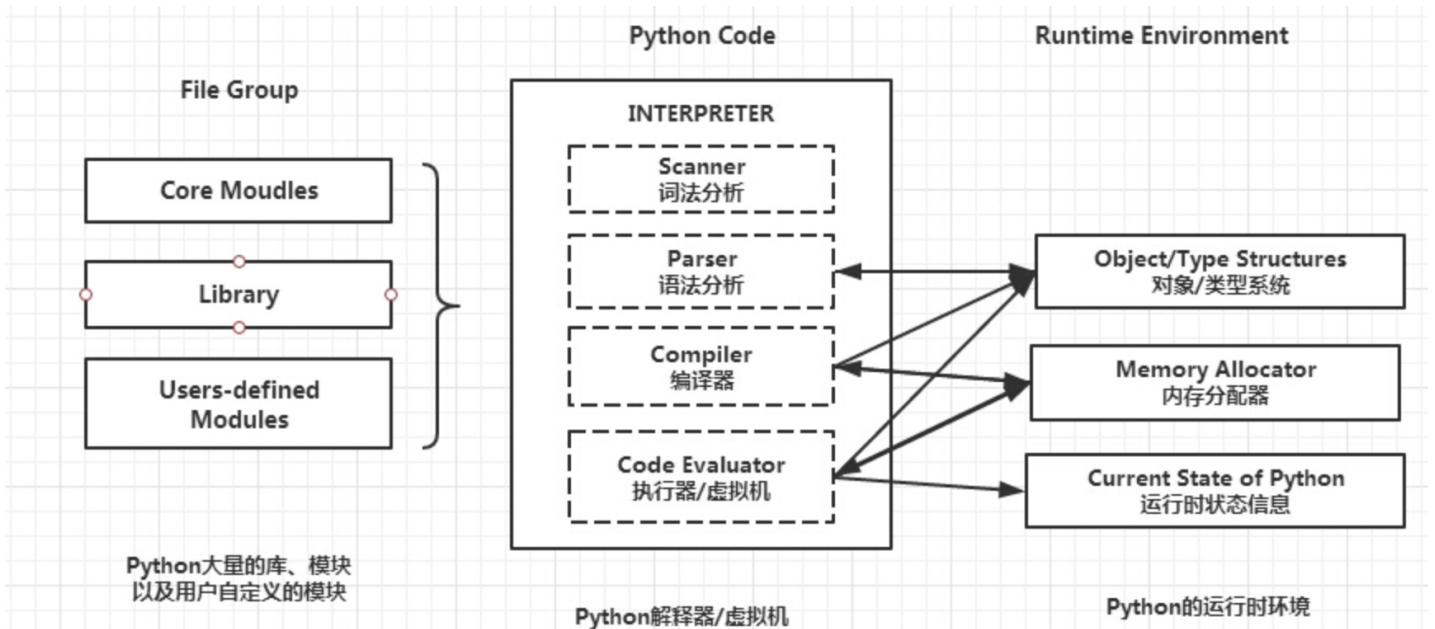 File Group
Core Moudles
Library
Users-defined
Modules
Python大量的库、模块
以及用户自定义的模块
Python Code
INTERPRETER
Scanner
词法分析
Parser
语法分析
Compiler
编译器
Code Evaluator
执行器/虚拟机
Python解释器/虚拟机
Runtime Environment
Object/Type Structures
对象/类型系统
Memory Allocator
内存分配器
Current State of Python
运行时状态信息
Python的运行时环境